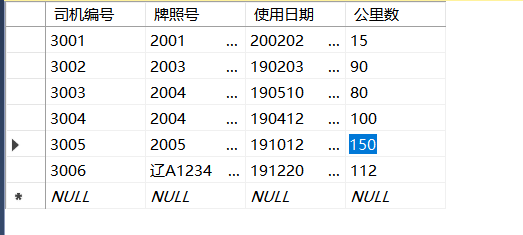 司机编号 牌照号 使用日期 公里数
3001 2001 ... 200202 ... 15
3002 2003 ... 190203 ... 90
3003 2004 ... 190510 ... 80
3004 2004 ... 190412 ... 100
3005 2005 ... 191012 ... 150
3006 辽A1234 ... 191220 ... 112
* NULL NULL NULL NULL